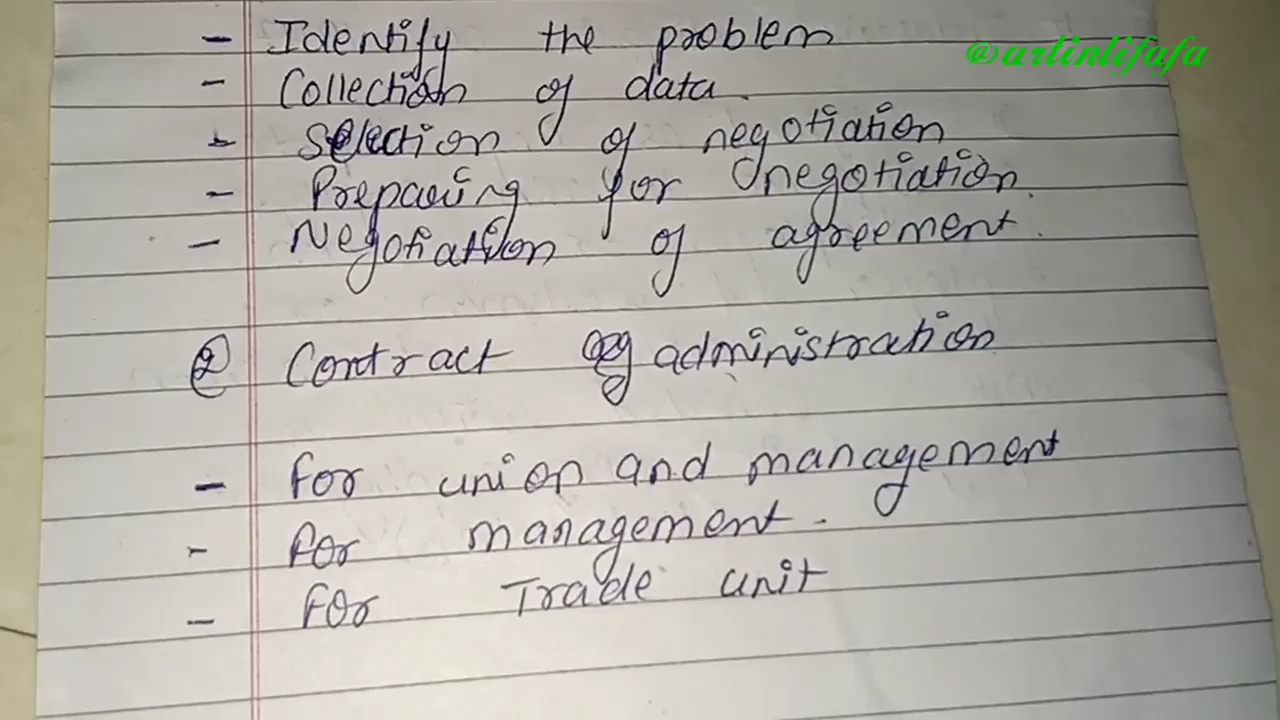 - Identify the problem
@artinlifafa
- Collection of data.
- Selection of negotiation
- Preparing for negotiation.
- Negotiation of agreement.
② Contract of administration
- For union and management
- For management.
- For Trade unit